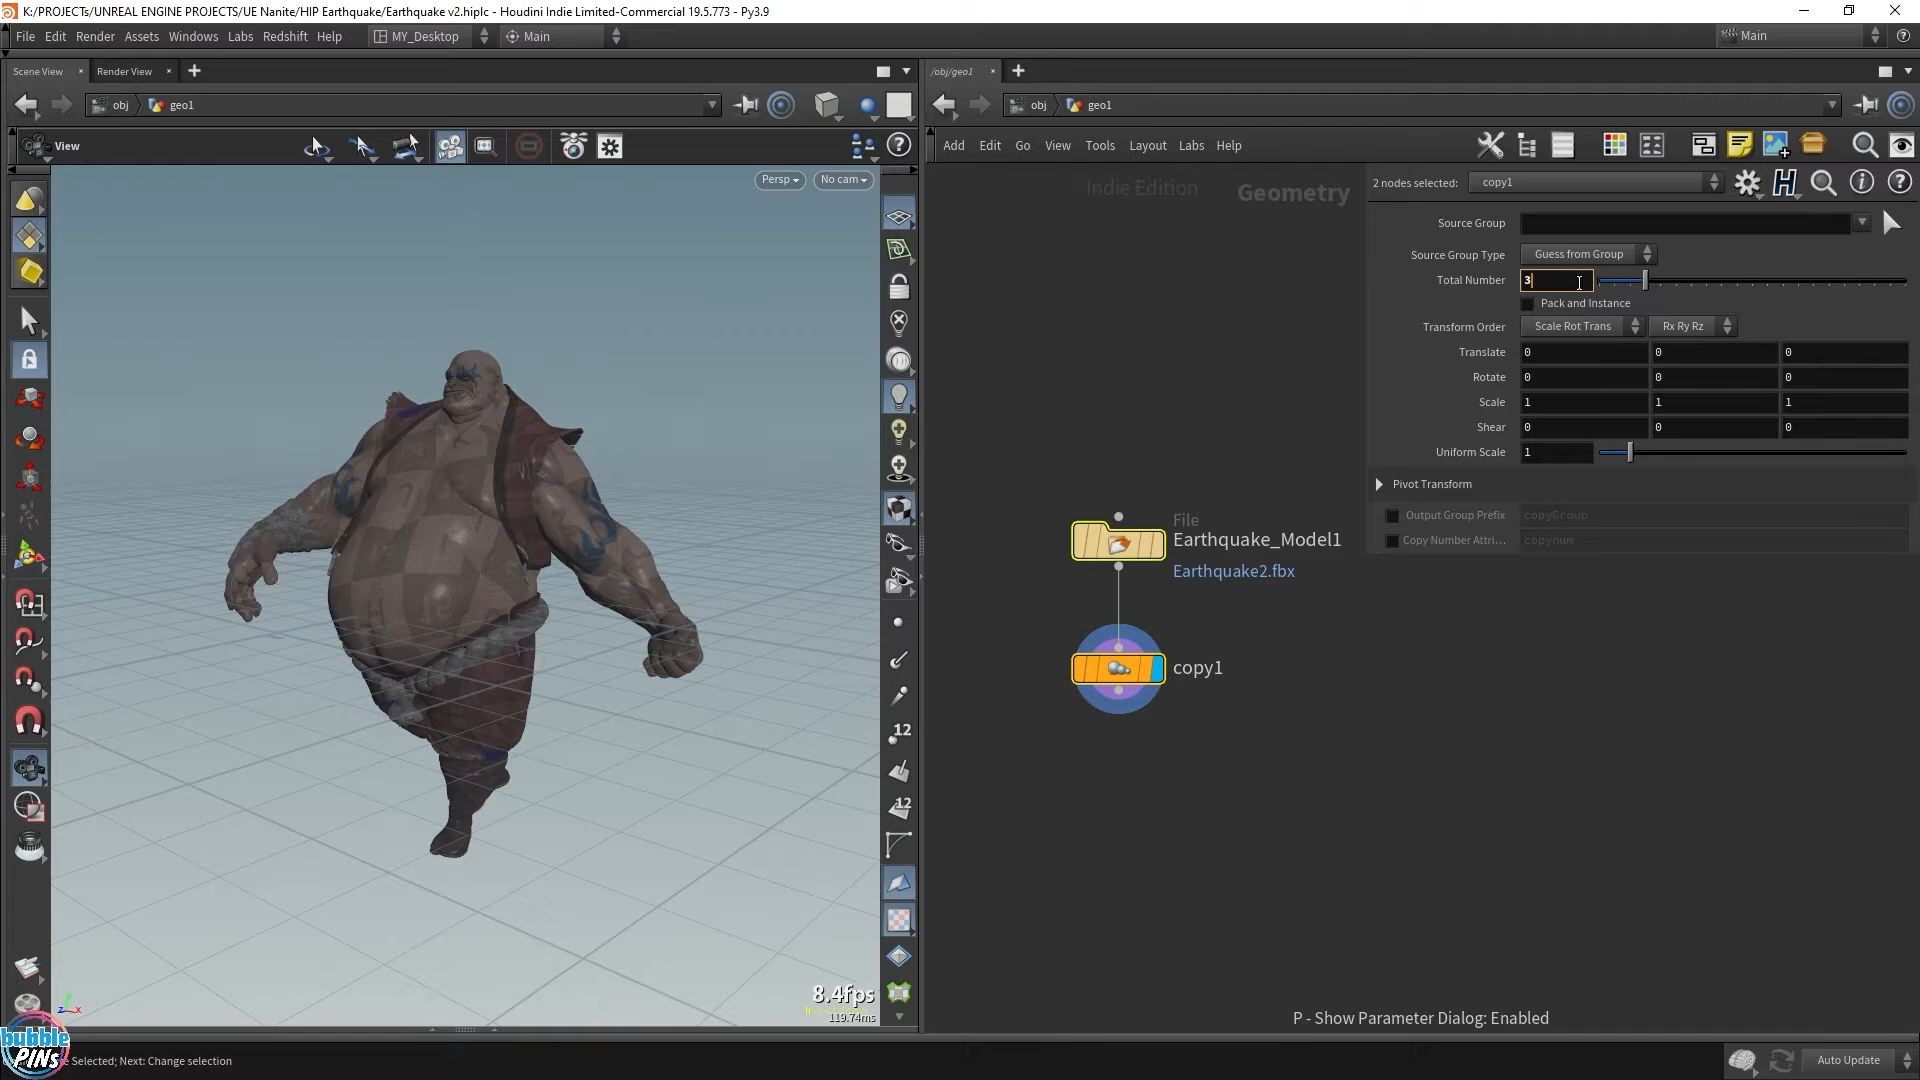 K:/PROJECTs/UNREAL ENGINE PROJECTS/UE Nanite/HIP Earthquake/Earthquake v2.hiplc - Houdini Indie Limited-Commercial 19.5.773 - Py3.9
File Edit Render Assets Windows Labs Redshift Help MY_Desktop Main Main
Scene View Render View /obj/geo1
obj geo1 obj geo1
View
Add Edit Go View Tools Layout Labs Help
Persp No cam
Indie Edition Geometry
2 nodes selected: copy1
Source Group
Source Group Type Guess from Group
Total Number 3
Pack and Instance
Transform Order Scale Rot Trans Rx Ry Rz
Translate 0 0 0
Rotate 0 0 0
Scale 1 1 1
Shear 0 0 0
Uniform Scale 1
Pivot Transform
Output Group Prefix copyGroup
Copy Number Attri... copynum
File
Earthquake_Model1
Earthquake2.fbx
copy1
12
12
8.4fps
119.74ms
z x
P - Show Parameter Dialog: Enabled
bubble
PiNs
Selected; Next: Change selection
Auto Update